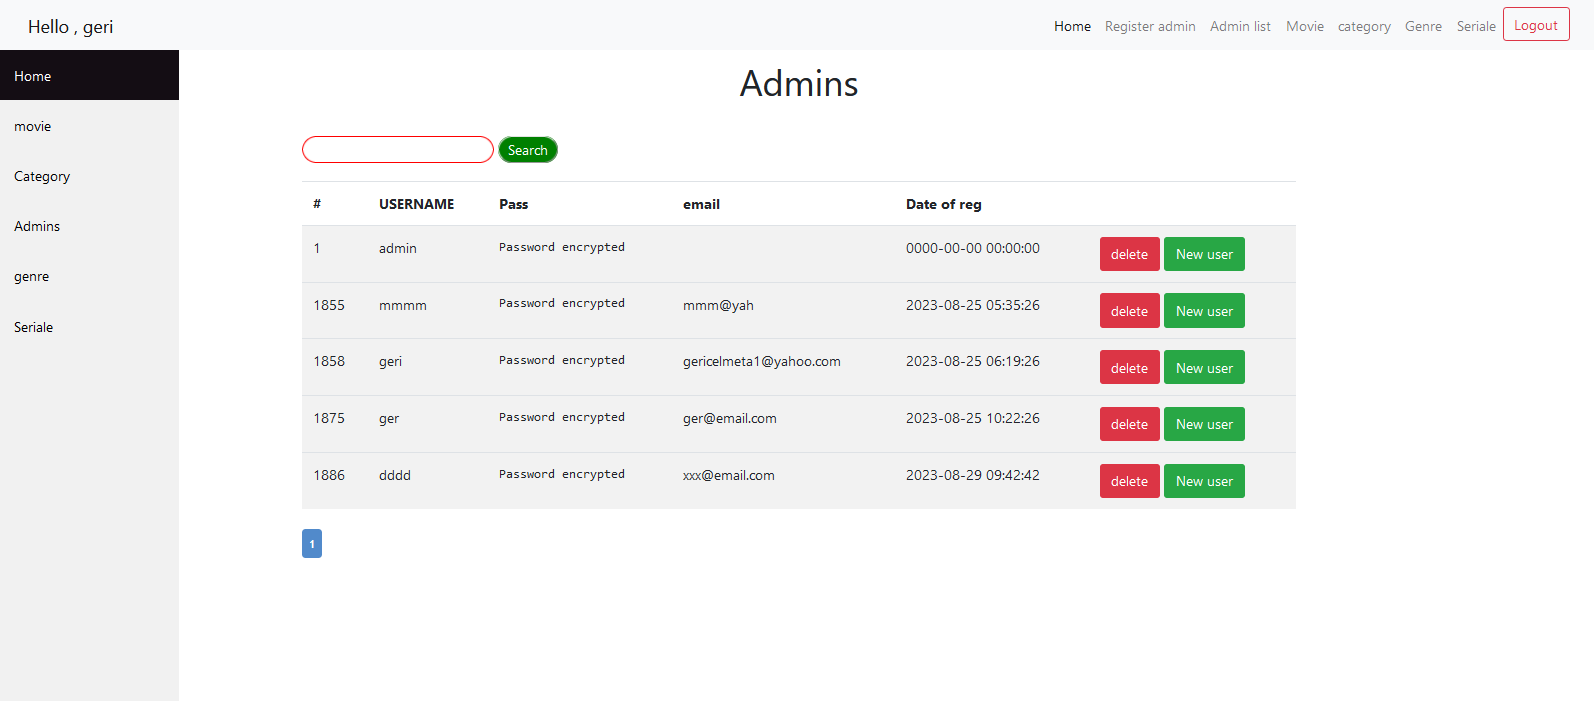 Hello , geri
Home Register admin Admin list Movie category Genre Seriale Logout
Home
movie
Category
Admins
genre
Seriale
Admins
Search
# USERNAME Pass email Date of reg
1 admin Password encrypted 0000-00-00 00:00:00 delete New user
1855 mmmm Password encrypted mmm@yah 2023-08-25 05:35:26 delete New user
1858 geri Password encrypted gericelmeta1@yahoo.com 2023-08-25 06:19:26 delete New user
1875 ger Password encrypted ger@email.com 2023-08-25 10:22:26 delete New user
1886 dddd Password encrypted xxx@email.com 2023-08-29 09:42:42 delete New user
1